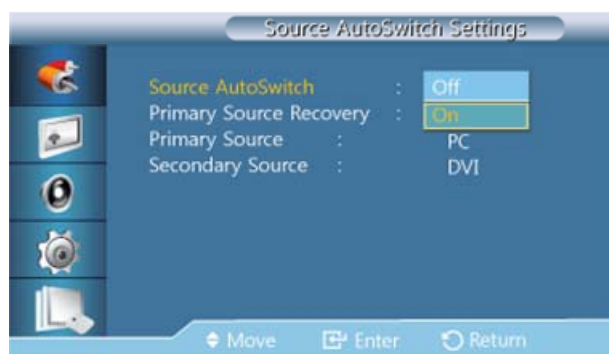 Source AutoSwitch Settings
Source AutoSwitch : Off
Primary Source Recovery : On
Primary Source : PC
Secondary Source : DVI
Move Enter Return